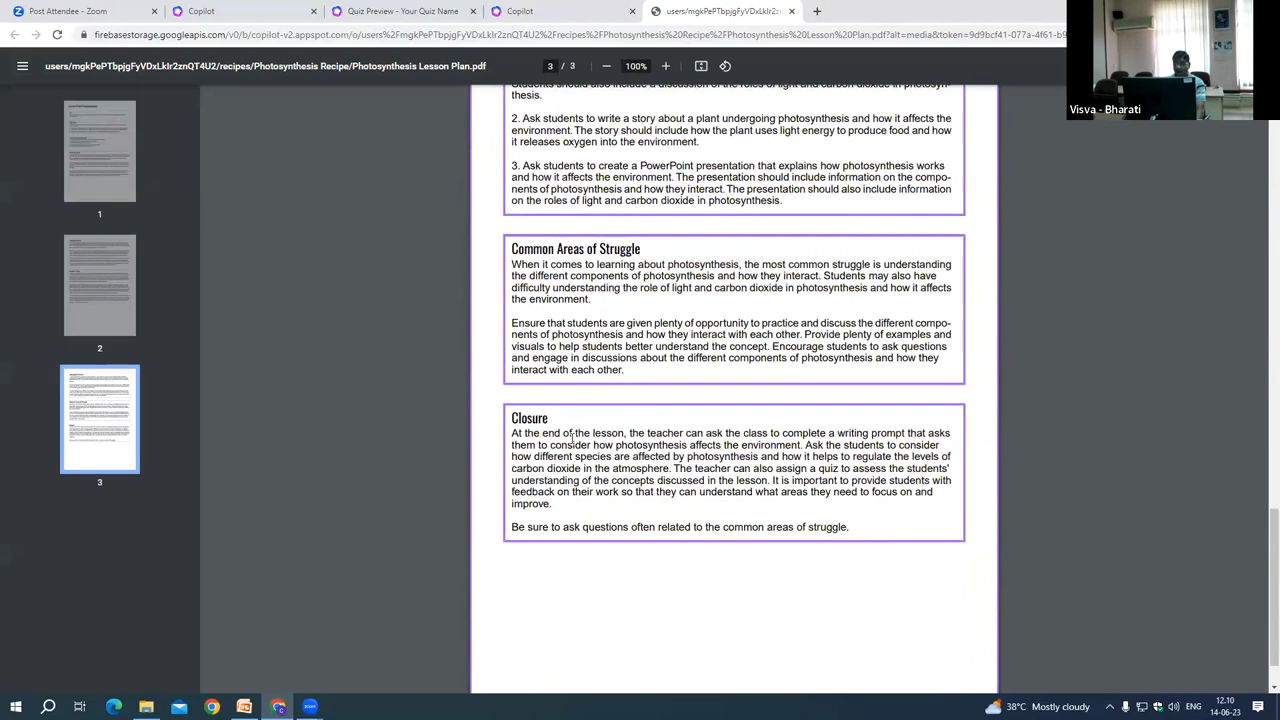 Post Attendee - Zoom
Copilot
Quiz Preview - Your Quiz Name
Copilot
users/mgkPePTbpjgFyVDxLkIr2zn
firebasestorage.googleapis.com/v0/b/copilot-v2.appspot.com/o/users%2FmgkPePTbpjgFyVDxLkIr2znQT4U2%2Frecipes%2FPhotosynthesis%20Recipe%2FPhotosynthesis%20Lesson%20Plan.pdf?alt=media&token=9d9bcf41-077a-4f61-b9
users/mgkPePTbpjgFyVDxLkIr2znQT4U2/recipes/Photosynthesis Recipe/Photosynthesis Lesson Plan.pdf
3 / 3
100%
Visva - Bharati
1
2
3
Students should also include a discussion of the roles of light and carbon dioxide in photosyn-
thesis.
2. Ask students to write a story about a plant undergoing photosynthesis and how it affects the
environment. The story should include how the plant uses light energy to produce food and how
it releases oxygen into the environment.
3. Ask students to create a PowerPoint presentation that explains how photosynthesis works
and how it affects the environment. The presentation should include information on the compo-
nents of photosynthesis and how they interact. The presentation should also include information
on the roles of light and carbon dioxide in photosynthesis.
Common Areas of Struggle
When it comes to learning about photosynthesis, the most common struggle is understanding
the different components of photosynthesis and how they interact. Students may also have
difficulty understanding the role of light and carbon dioxide in photosynthesis and how it affects
the environment.
Ensure that students are given plenty of opportunity to practice and discuss the different compo-
nents of photosynthesis and how they interact with each other. Provide plenty of examples and
visuals to help students better understand the concept. Encourage students to ask questions
and engage in discussions about the different components of photosynthesis and how they
interact with each other.
Closure
At the end of the lesson, the teacher can ask the class to complete a writing prompt that asks
them to consider how photosynthesis affects the environment. Ask the students to consider
how different species are affected by photosynthesis and how it helps to regulate the levels of
carbon dioxide in the atmosphere. The teacher can also assign a quiz to assess the students'
understanding of the concepts discussed in the lesson. It is important to provide students with
feedback on their work so that they can understand what areas they need to focus on and
improve.
Be sure to ask questions often related to the common areas of struggle.
38°C Mostly cloudy
ENG
12.10
14-06-23